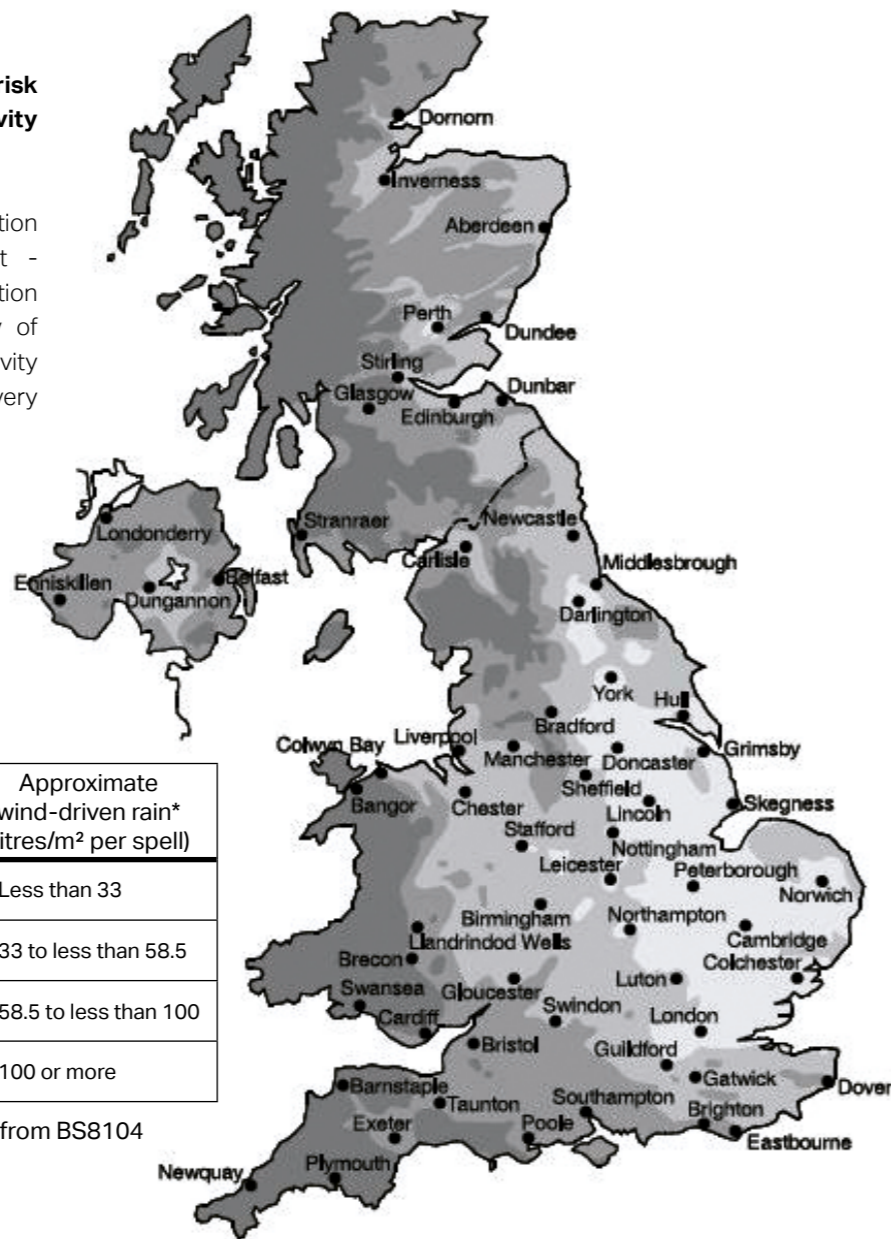 risk
vity
tion
t -
tion
of
vity
very
Dornorn
Inverness
Aberdeen
Perth
Dundee
Stirling
Glasgow
Dunbar
Edinburgh
Stranraer
Newcastle
Carlisle
Londonderry
Enniskillen
Belfast
Dungannon
Middlesbrough
Darlington
York
Hull
Bradford
Liverpool
Colwyn Bay
Manchester
Doncaster
Grimsby
Sheffield
Bangor
Chester
Lincoln
Skegness
Stafford
Nottingham
Leicester
Peterborough
Norwich
Birmingham
Northampton
Llandrindod Wells
Cambridge
Brecon
Colchester
Swansea
Gloucester
Luton
Cardiff
Swindon
London
Bristol
Guildford
Gatwick
Dover
Barnstaple
Taunton
Southampton
Brighton
Exeter
Poole
Eastbourne
Newquay
Plymouth
Approximate
wind-driven rain*
litres/m² per spell)
Less than 33
33 to less than 58.5
58.5 to less than 100
100 or more
from BS8104